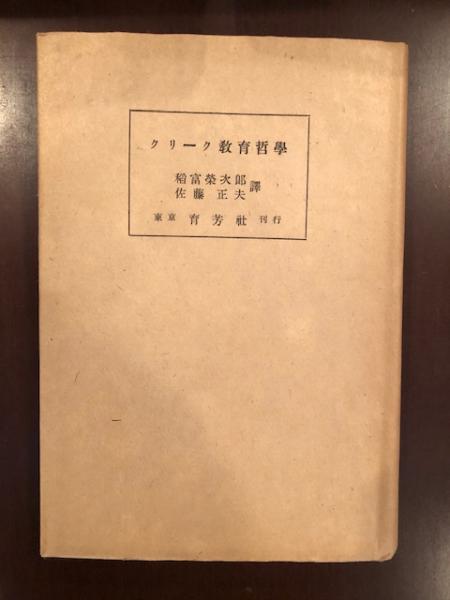 クリーク教育哲學
稻富榮次郎
佐藤正夫 譯
東京 育芳社 刊行